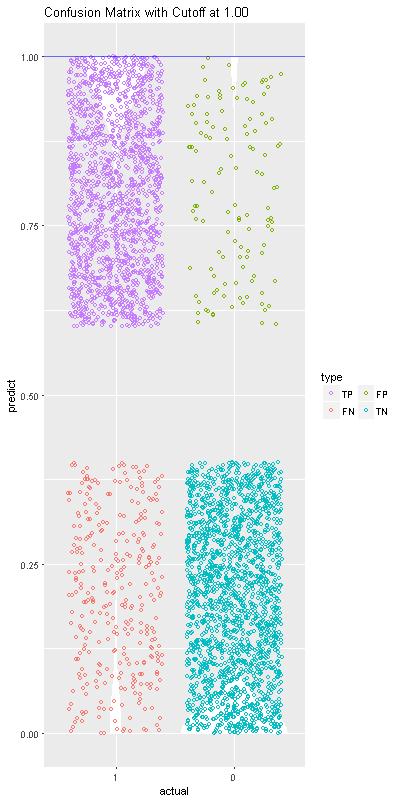 Confusion Matrix with Cutoff at 1.00
1.00
0.75
0.50
0.25
0.00
predict
1 0
actual
type
TP FP
FN TN